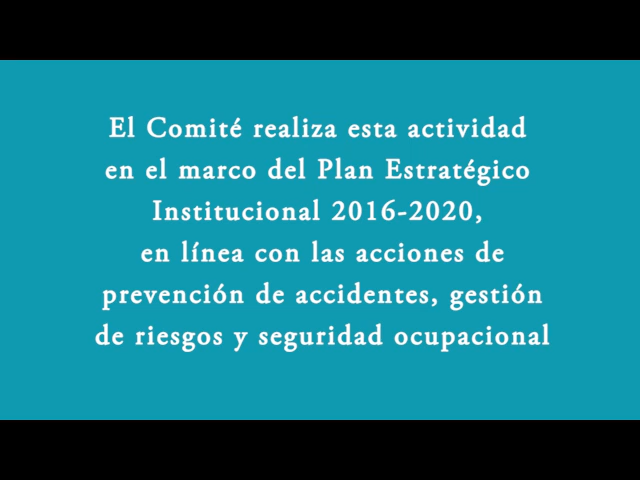 El Comité realiza esta actividad
en el marco del Plan Estratégico
Institucional 2016-2020,
en línea con las acciones de
prevención de accidentes, gestión
de riesgos y seguridad ocupacional